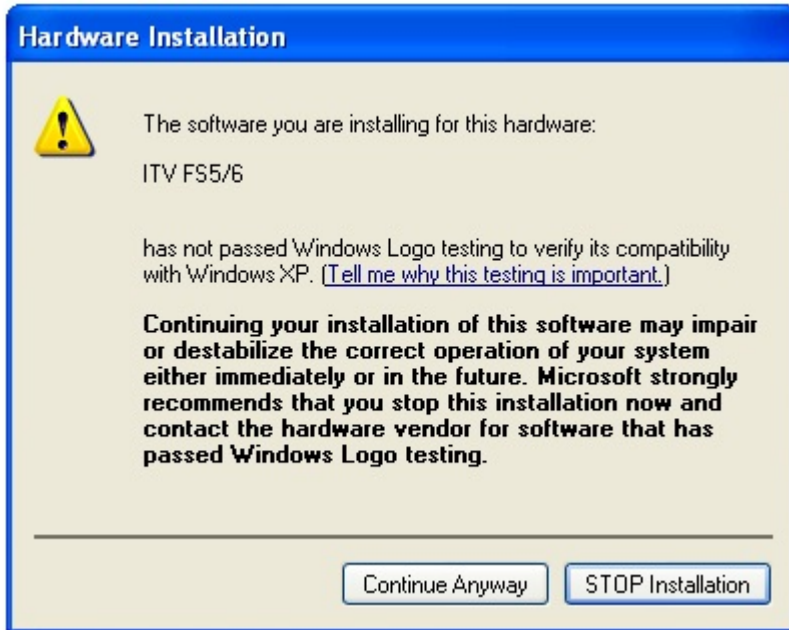 Hardware Installation
The software you are installing for this hardware:
ITV FS5/6
has not passed Windows Logo testing to verify its compatibility
with Windows XP. (Tell me why this testing is important.)
Continuing your installation of this software may impair
or destabilize the correct operation of your system
either immediately or in the future. Microsoft strongly
recommends that you stop this installation now and
contact the hardware vendor for software that has
passed Windows Logo testing.
Continue Anyway
STOP Installation